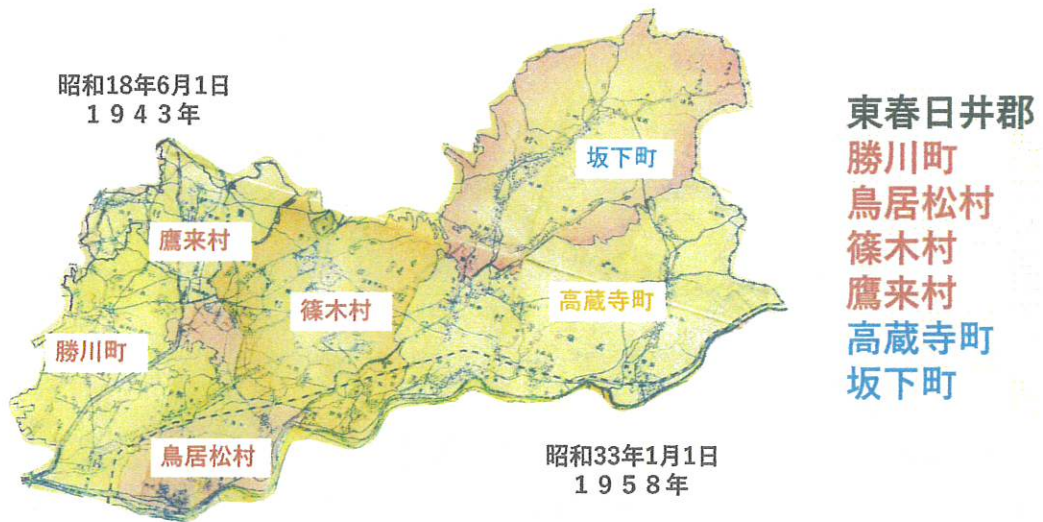 昭和18年6月1日
1943年
坂下町
鷹来村
篠木村
高蔵寺町
勝川町
鳥居松村
昭和33年1月1日
1958年
東春日井郡
勝川町
鳥居松村
篠木村
鷹来村
高蔵寺町
坂下町